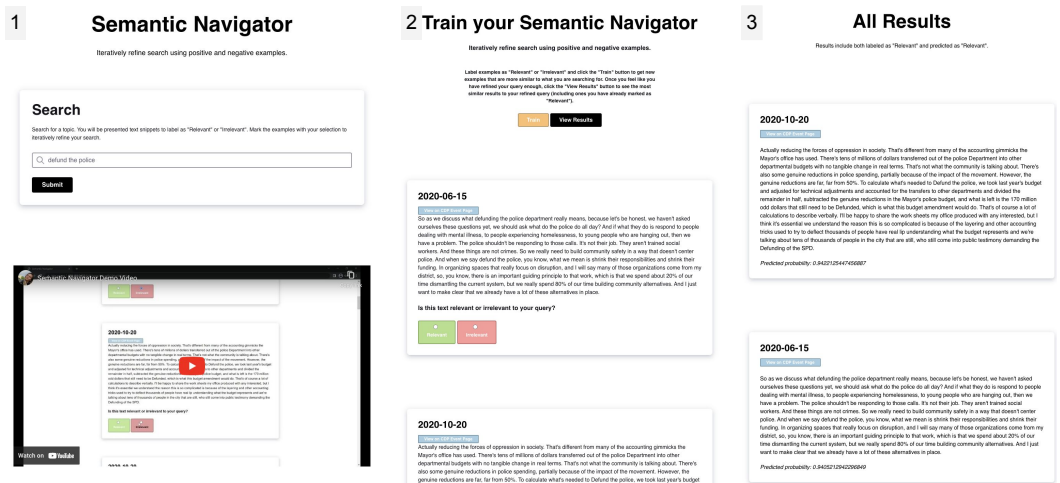 1
Semantic Navigator
Iteratively refine search using positive and negative examples.
Search
Search for a topic. You will be presented text snippets to label as "Relevant" or "Irrelevant". Mark the examples with your selection to
iteratively refine your search.
defund the police
Submit
Semantic Navigator Demo Video
2020-10-20
Is this text relevant or irrelevant to your query?
Watch on YouTube
2020-10-20
2
Train your Semantic Navigator
Iteratively refine search using positive and negative examples.
Label examples as "Relevant" or "Irrelevant" and click the "Train" button to get new
examples that are more similar to what you are searching for. Once you feel like you
have refined your query enough, click the "View Results" button to see the most
similar results to your refined query (including ones you have already marked as
"Relevant").
Train
View Results
2020-06-15
View on CDP Event Page
So as we discuss what defunding the police department really means, because let's be honest, we haven't asked
ourselves these questions yet, we should ask what do the police do all day? And if what they do is respond to people
dealing with mental illness, to people experiencing homelessness, to young people who are hanging out, then we
have a problem. The police shouldn't be responding to those calls. It's not their job. They aren't trained social
workers. And these things are not crimes. So we really need to build community safety in a way that doesn't center
police. And when we say defund the police, you know, what we mean is shrink their responsibilities and shrink their
funding. In organizing spaces that really focus on disruption, and I will say many of those organizations come from my
district, so, you know, there is an important guiding principle to that work, which is that we spend about 20% of our
time dismantling the current system, but we really spend 80% of our time building community alternatives. And I just
want to make clear that we already have a lot of these alternatives in place.
Is this text relevant or irrelevant to your query?
Relevant
Irrelevant
2020-10-20
View on CDP Event Page
Actually reducing the forces of oppression in society. That's different from many of the accounting gimmicks the
Mayor's office has used. There's tens of millions of dollars transferred out of the police Department into other
departmental budgets with no tangible change in real terms. That's not what the community is talking about. There's
also some genuine reductions in police spending, partially because of the impact of the movement. However, the
genuine reductions are far, far from 50%. To calculate what's needed to Defund the police, we took last year's budget
3
All Results
Results include both labeled as "Relevant" and predicted as "Relevant".
2020-10-20
View on CDP Event Page
Actually reducing the forces of oppression in society. That's different from many of the accounting gimmicks the
Mayor's office has used. There's tens of millions of dollars transferred out of the police Department into other
departmental budgets with no tangible change in real terms. That's not what the community is talking about. There's
also some genuine reductions in police spending, partially because of the impact of the movement. However, the
genuine reductions are far, far from 50%. To calculate what's needed to Defund the police, we took last year's budget
and adjusted for technical adjustments and accounted for the transfers to other departments and divided the
remainder in half, subtracted the genuine reductions in the Mayor's police budget, and what is left is the 170 million
odd dollars that still need to be Defunded, which is what this budget amendment would do. That's of course a lot of
calculations to describe verbally. I'll be happy to share the work sheets my office produced with any interested, but I
think it's essential we understand the reason this is so complicated is because of the layering and other accounting
tricks used to try to deflect thousands of people have real lip understanding what the budget represents and we're
talking about tens of thousands of people in the city that are still, who still come into public testimony demanding the
Defunding of the SPD.
Predicted probability: 0.9422125447456887
2020-06-15
View on CDP Event Page
So as we discuss what defunding the police department really means, because let's be honest, we haven't asked
ourselves these questions yet, we should ask what do the police do all day? And if what they do is respond to people
dealing with mental illness, to people experiencing homelessness, to young people who are hanging out, then we
have a problem. The police shouldn't be responding to those calls. It's not their job. They aren't trained social
workers. And these things are not crimes. So we really need to build community safety in a way that doesn't center
police. And when we say defund the police, you know, what we mean is shrink their responsibilities and shrink their
funding. In organizing spaces that really focus on disruption, and I will say many of those organizations come from my
district, so, you know, there is an important guiding principle to that work, which is that we spend about 20% of our
time dismantling the current system, but we really spend 80% of our time building community alternatives. And I just
want to make clear that we already have a lot of these alternatives in place.
Predicted probability: 0.9405212942296649